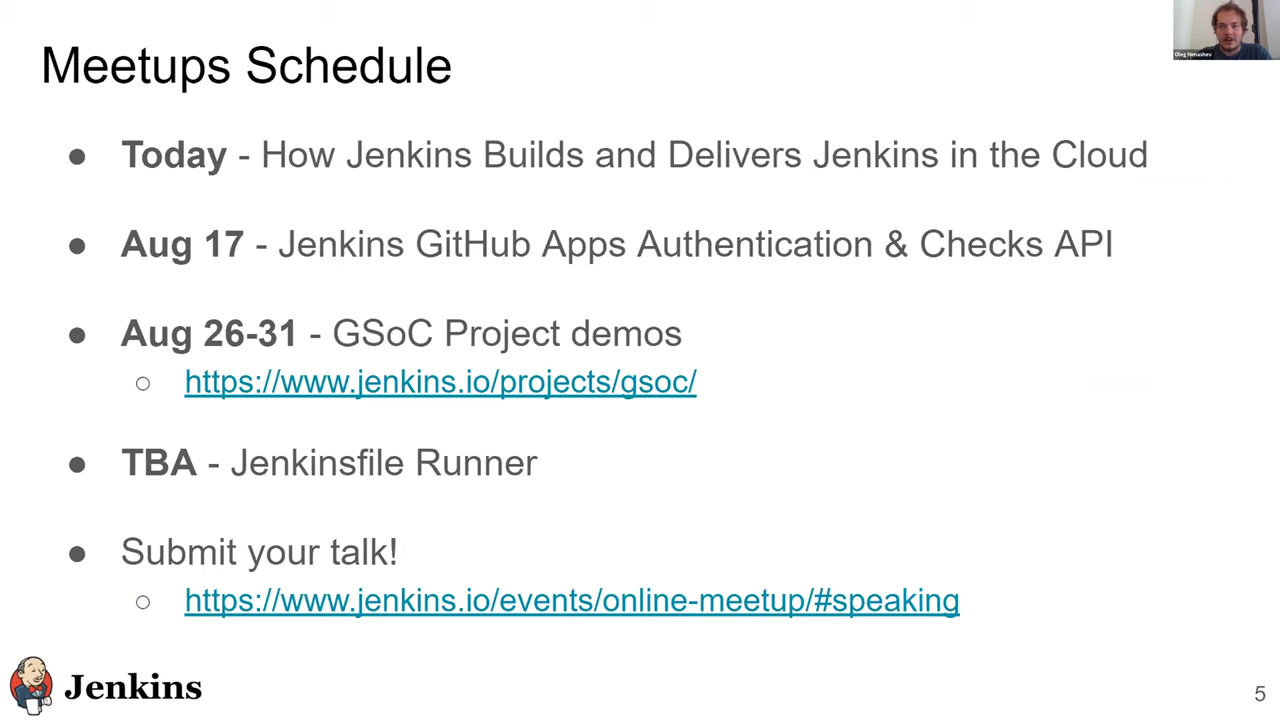 Meetups Schedule
Oleg Nenashev
● Today - How Jenkins Builds and Delivers Jenkins in the Cloud
● Aug 17 - Jenkins GitHub Apps Authentication & Checks API
● Aug 26-31 - GSoC Project demos
○ https://www.jenkins.io/projects/gsoc/
● TBA - Jenkinsfile Runner
● Submit your talk!
○ https://www.jenkins.io/events/online-meetup/#speaking
Jenkins
5